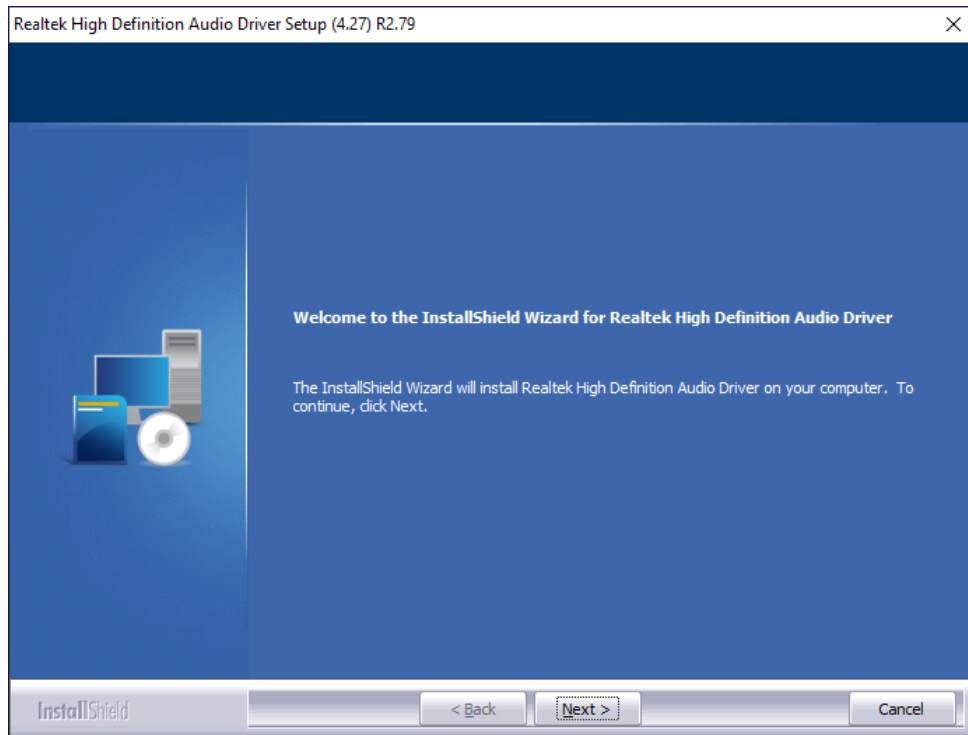 Realtek High Definition Audio Driver Setup (4.27) R2.79
Welcome to the InstallShield Wizard for Realtek High Definition Audio Driver
The InstallShield Wizard will install Realtek High Definition Audio Driver on your computer. To
continue, click Next.
InstallShield
< Back
Next >
Cancel